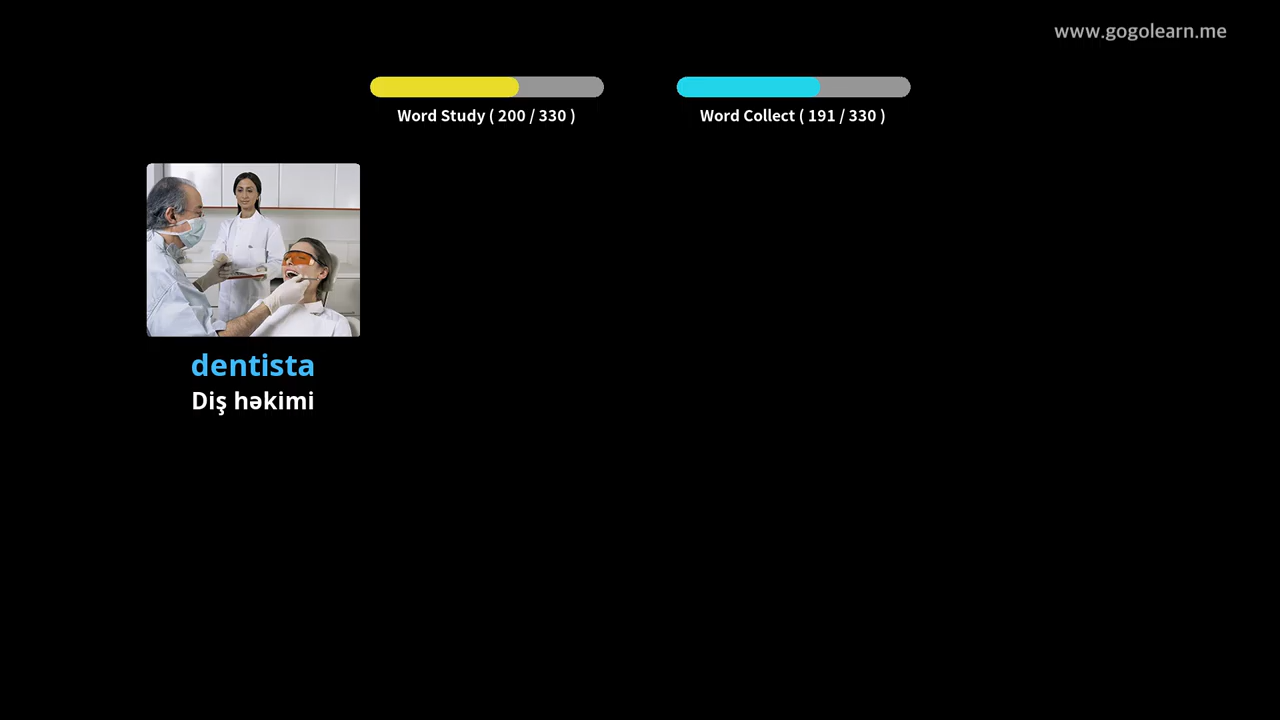 www.gogolearn.me
Word Study ( 200 / 330 )
Word Collect ( 191 / 330 )
dentista
Diş həkimi